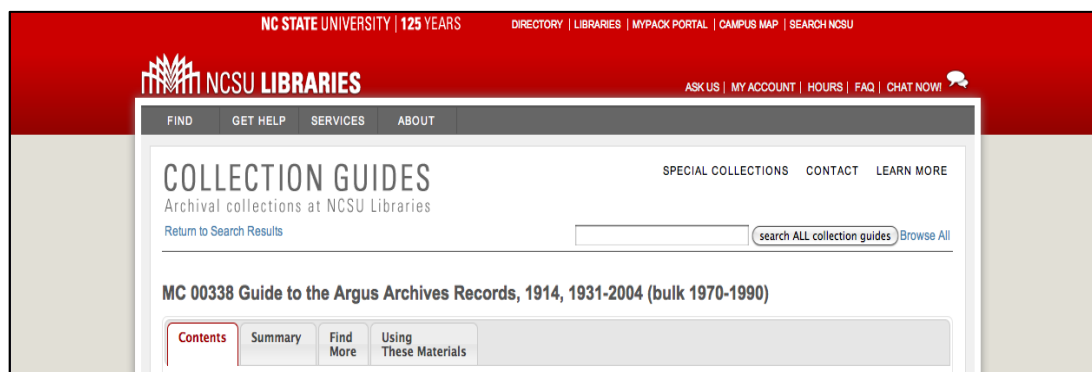 NC STATE UNIVERSITY | 125 YEARS DIRECTORY | LIBRARIES | MYPACK PORTAL | CAMPUS MAP | SEARCH NCSU
NCSU LIBRARIES
ASK US | MY ACCOUNT | HOURS | FAQ | CHAT NOW!
FIND GET HELP SERVICES ABOUT
COLLECTION GUIDES
SPECIAL COLLECTIONS CONTACT LEARN MORE
Archival collections at NCSU Libraries
Return to Search Results
search ALL collection guides Browse All
MC 00338 Guide to the Argus Archives Records, 1914, 1931-2004 (bulk 1970-1990)
Contents Summary Find More Using These Materials